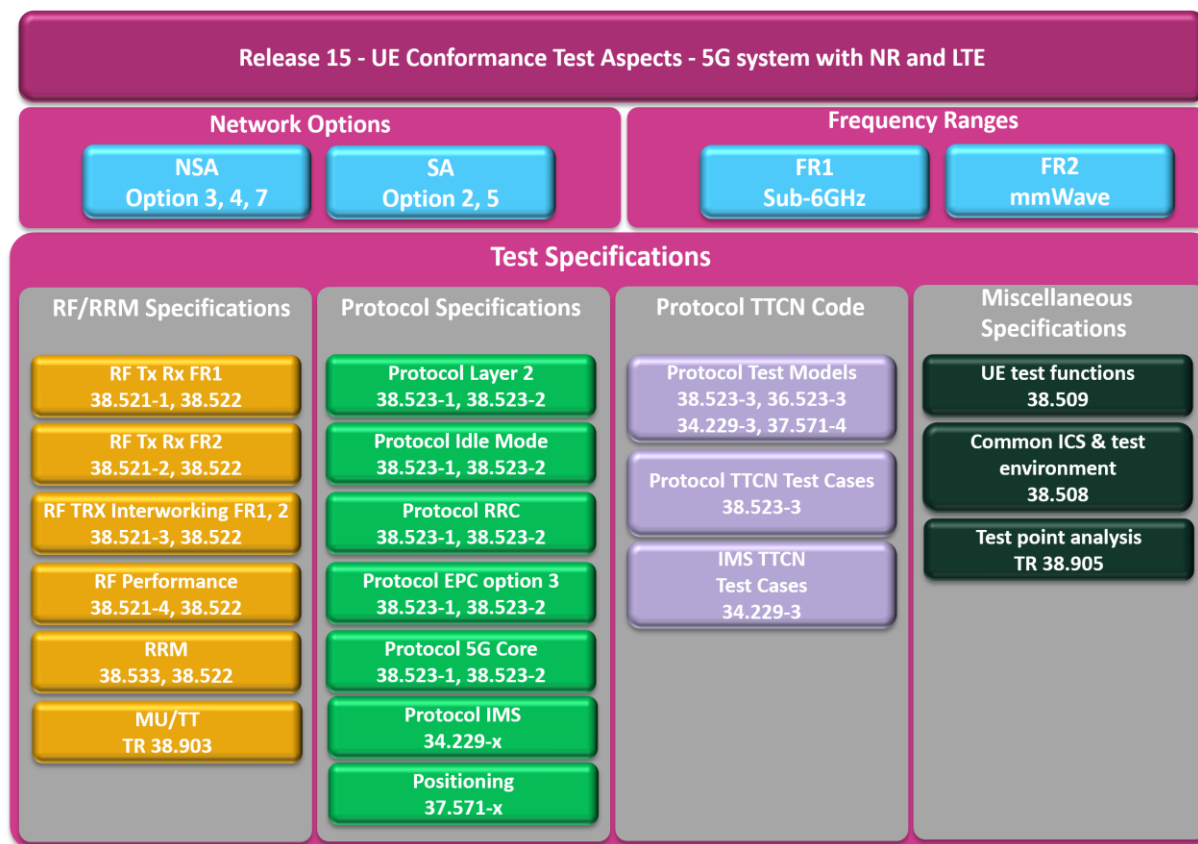 Release 15 - UE Conformance Test Aspects - 5G system with NR and LTE
Network Options
NSA
Option 3, 4, 7
SA
Option 2, 5
Frequency Ranges
FR1
Sub-6GHz
FR2
mmWave
Test Specifications
RF/RRM Specifications
RF Tx Rx FR1
38.521-1, 38.522
RF Tx Rx FR2
38.521-2, 38.522
RF TRX Interworking FR1, 2
38.521-3, 38.522
RF Performance
38.521-4, 38.522
RRM
38.533, 38.522
MU/TT
TR 38.903
Protocol Specifications
Protocol Layer 2
38.523-1, 38.523-2
Protocol Idle Mode
38.523-1, 38.523-2
Protocol RRC
38.523-1, 38.523-2
Protocol EPC option 3
38.523-1, 38.523-2
Protocol 5G Core
38.523-1, 38.523-2
Protocol IMS
34.229-x
Positioning
37.571-x
Protocol TTCN Code
Protocol Test Models
38.523-3, 36.523-3
34.229-3, 37.571-4
Protocol TTCN Test Cases
38.523-3
IMS TTCN
Test Cases
34.229-3
Miscellaneous
Specifications
UE test functions
38.509
Common ICS & test
environment
38.508
Test point analysis
TR 38.905